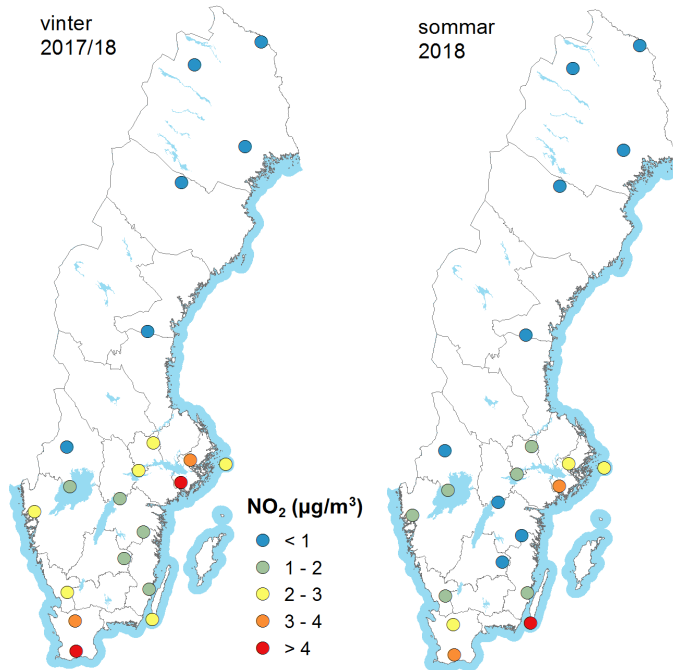 vinter
2017/18
sommar
2018
NO₂ (µg/m³)
< 1
1 - 2
2 - 3
3 - 4
> 4